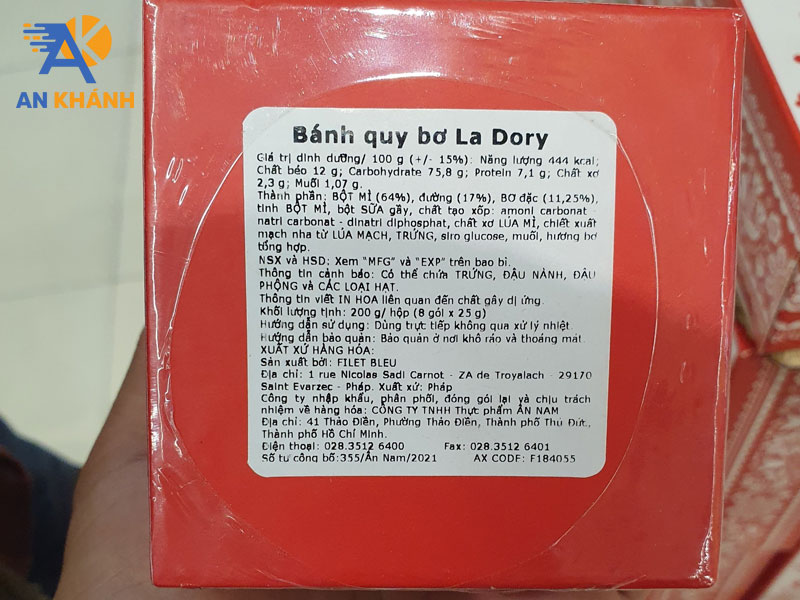 AK
AN KHÁNH
Bánh quy bơ La Dory
Giá trị dinh dưỡng/ 100 g (+/- 15%): Năng lượng 444 kcal;
Chất béo 12 g; Carbohydrate 75,8 g; Protein 7,1 g; Chất xơ
2,3 g; Muối 1,07 g.
Thành phần: BỘT MÌ (64%), đường (17%), BƠ đặc (11,25%),
tinh BỘT MÌ, bột SỮA gầy, chất tạo xốp: amoni carbonat -
natri carbonat - dinatri diphosphat, chất xơ LÚA MÌ, chiết xuất
mạch nha từ LÚA MẠCH, TRỨNG, siro glucose, muối, hương bơ
tổng hợp.
NSX và HSD: Xem "MFG" và "EXP" trên bao bì.
Thông tin cảnh báo: Có thể chứa TRỨNG, ĐẬU NÀNH, ĐẬU
PHỘNG và CÁC LOẠI HẠT.
Thông tin viết IN HOA liên quan đến chất gây dị ứng.
Khối lượng tịnh: 200 g/ hộp (8 gói x 25 g)
Hướng dẫn sử dụng: Dùng trực tiếp không qua xử lý nhiệt.
Hướng dẫn bảo quản: Bảo quản ở nơi khô ráo và thoáng mát.
XUẤT XỨ HÀNG HÓA:
Sản xuất bởi: FILET BLEU
Địa chỉ: 1 rue Nicolas Sadi Carnot - ZA de Troyalach - 29170
Saint Evarzec - Pháp. Xuất xứ: Pháp
Công ty nhập khẩu, phân phối, đóng gói lại và chịu trách
nhiệm về hàng hóa: CÔNG TY TNHH Thực phẩm AN NAM
Địa chỉ: 41 Thảo Điền, Phường Thảo Điền, Thành phố Thủ Đức,
Thành phố Hồ Chí Minh.
Điện thoại: 028.3512 6400 Fax: 028.3512 6401
Số tự công bố:355/An Nam/2021 AX CODE: F184055